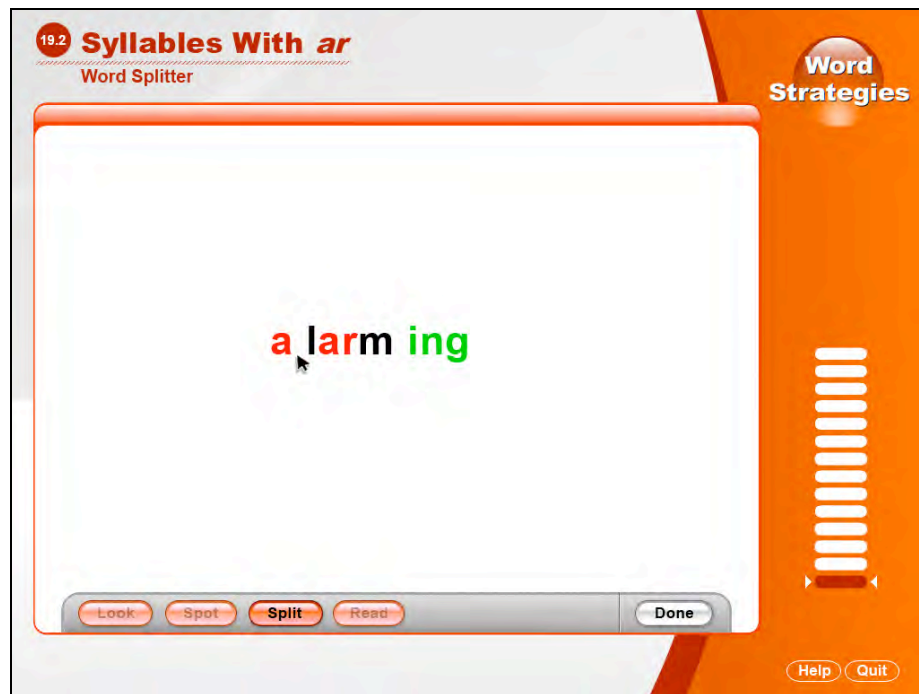 19.2 Syllables With ar
Word Splitter
Word
Strategies
a larm ing
Look Spot Split Read Done
Help Quit